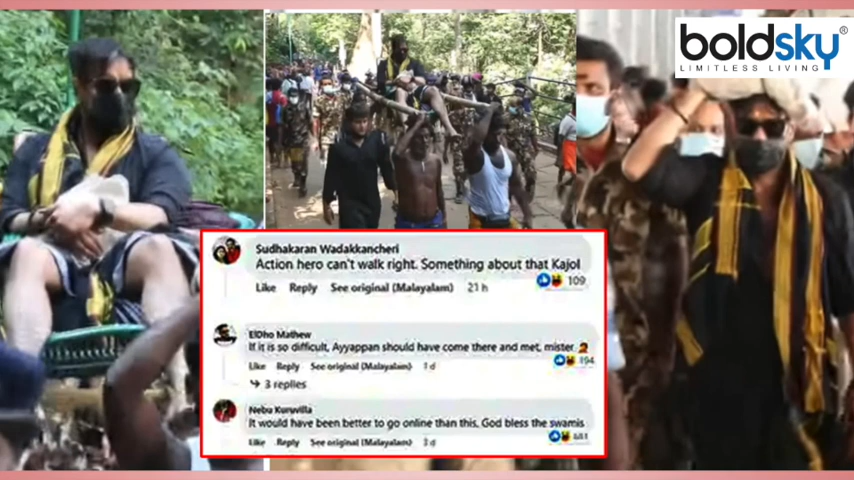 boldsky®
LIMITLESS LIVING
Sudhakaran Wadakkancheri
Action hero can't walk right. Something about that Kajol
Like Reply See original (Malayalam) 21 h
109
ElDho Mathew
If it is so difficult, Ayyappan should have come there and met, mister
Like Reply See original (Malayalam) 1d
194
3 replies
Nebu Kuruvilla
It would have been better to go online than this, God bless the swamis
Like Reply See original (Malayalam)